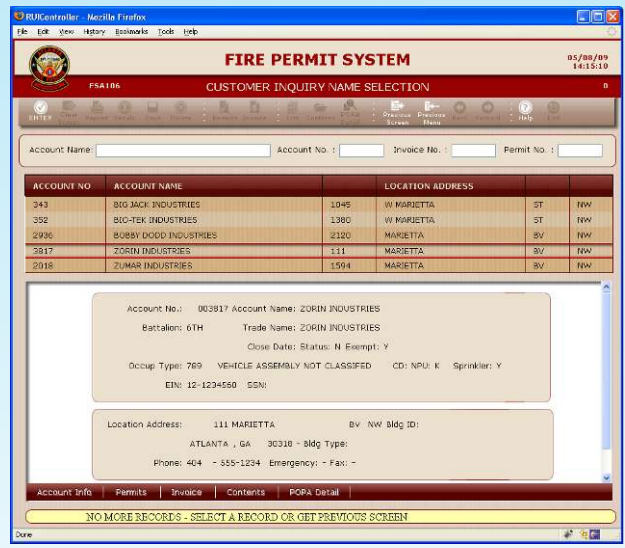 RUIController - Mozilla Firefox
File Edit View History Bookmarks Tools Help
FIRE PERMIT SYSTEM
05/08/09
14:15:10
FSA106 CUSTOMER INQUIRY NAME SELECTION 0
ENTER Previous Screen Previous Menu Help
Account Name: Account No. : Invoice No. : Permit No. :
ACCOUNT NO ACCOUNT NAME LOCATION ADDRESS
343 BIG JACK INDUSTRIES 1045 W MARIETTA ST NW
352 BIO-TEK INDUSTRIES 1380 W MARIETTA ST NW
2936 BOBBY DODD INDUSTRIES 2120 MARIETTA BV NW
3817 ZORIN INDUSTRIES 111 MARIETTA BV NW
2018 ZUMAR INDUSTRIES 1594 MARIETTA BV NW
Account No.: 003817 Account Name: ZORIN INDUSTRIES
Battalion: 6TH Trade Name: ZORIN INDUSTRIES
Close Date: Status: N Exempt: Y
Occup Type: 789 VEHICLE ASSEMBLY NOT CLASSIFED CD: NPU: K Sprinkler: Y
EIN: 12-1234560 SSN:
Location Address: 111 MARIETTA BV NW Bldg ID:
ATLANTA , GA 30318 - Bldg Type:
Phone: 404 - 555-1234 Emergency: - Fax: -
Account Info Permits Invoice Contents POPA Detail
NO MORE RECORDS - SELECT A RECORD OR GET PREVIOUS SCREEN
Done